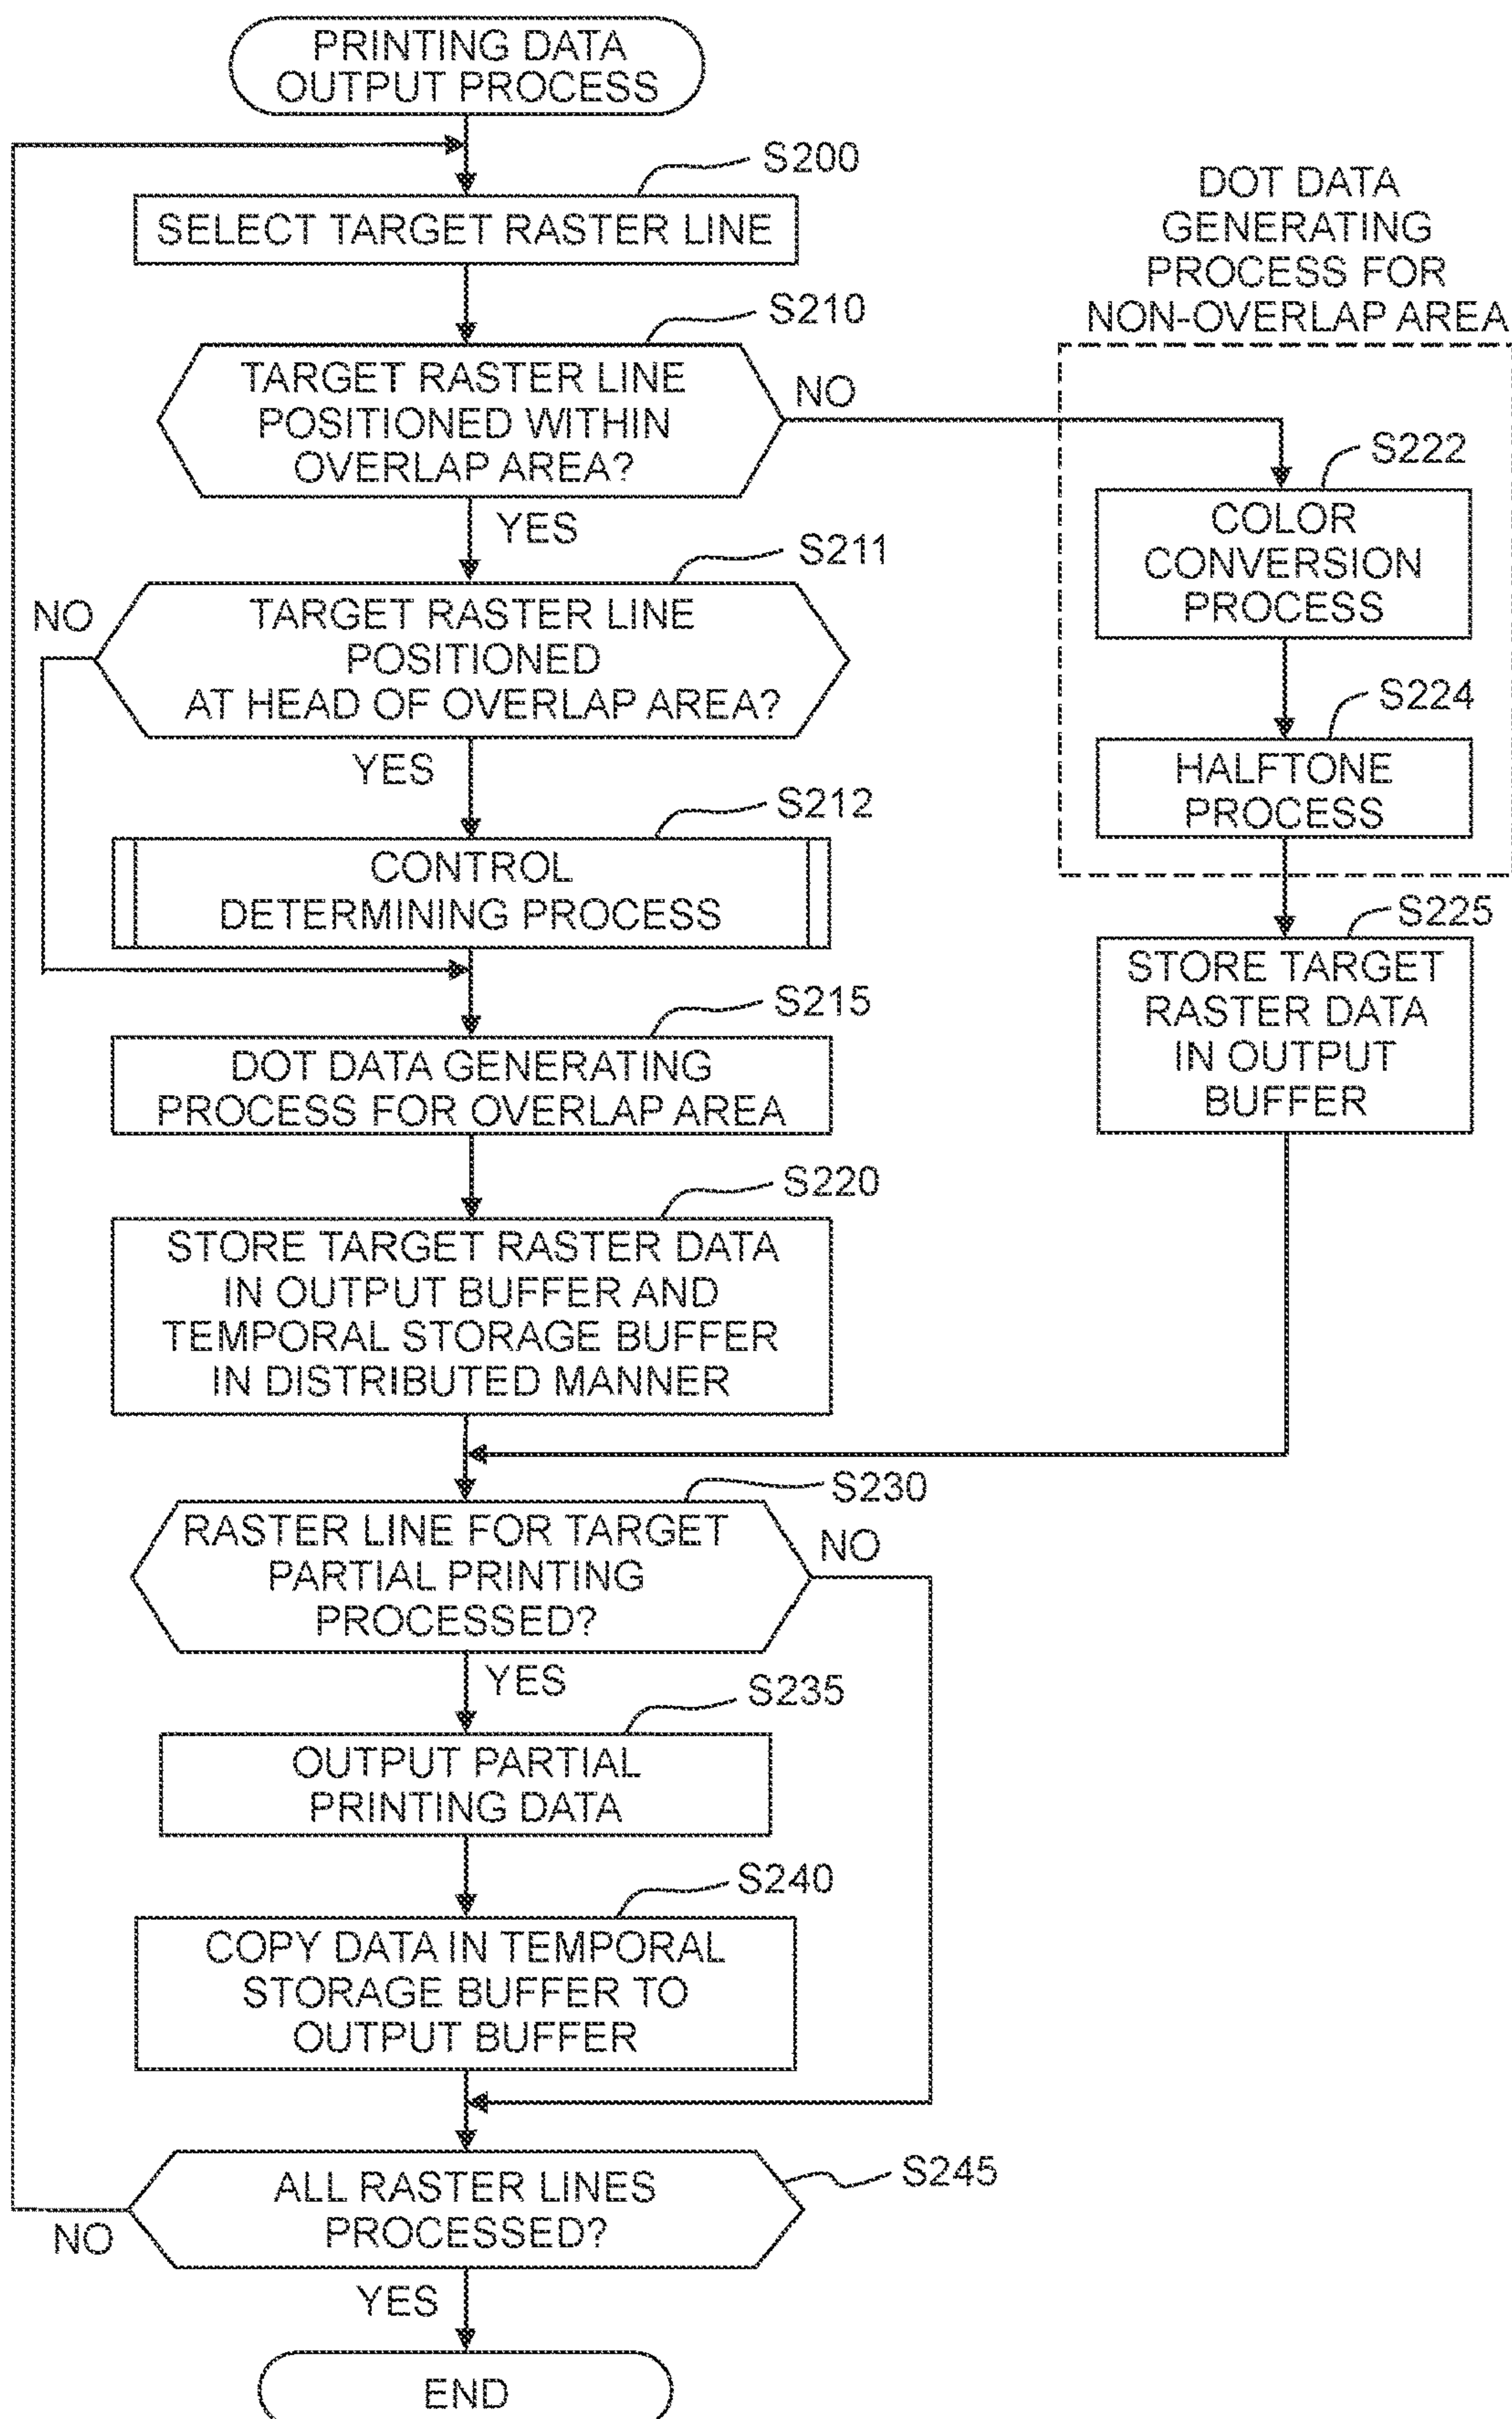 PRINTING DATA
OUTPUT PROCESS
S200
SELECT TARGET RASTER LINE
S210
TARGET RASTER LINE
POSITIONED WITHIN
OVERLAP AREA?
NO
YES
DOT DATA
GENERATING
PROCESS FOR
NON-OVERLAP AREA
S222
COLOR
CONVERSION
PROCESS
S224
HALFTONE
PROCESS
S225
STORE TARGET
RASTER DATA
IN OUTPUT
BUFFER
S211
NO
TARGET RASTER LINE
POSITIONED
AT HEAD OF OVERLAP AREA?
YES
S212
CONTROL
DETERMINING PROCESS
S215
DOT DATA GENERATING
PROCESS FOR OVERLAP AREA
S220
STORE TARGET RASTER DATA
IN OUTPUT BUFFER AND
TEMPORAL STORAGE BUFFER
IN DISTRIBUTED MANNER
S230
RASTER LINE FOR TARGET
PARTIAL PRINTING
PROCESSED?
NO
YES
S235
OUTPUT PARTIAL
PRINTING DATA
S240
COPY DATA IN TEMPORAL
STORAGE BUFFER TO
OUTPUT BUFFER
S245
ALL RASTER LINES
PROCESSED?
NO
YES
END